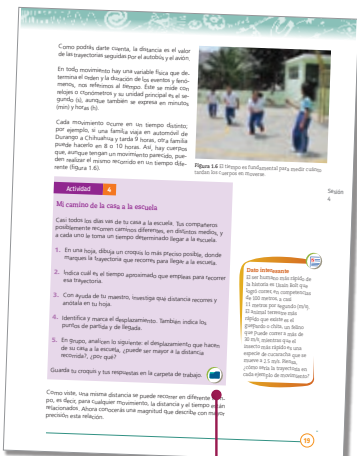 Como podrás darte cuenta, la distancia es el valor
de las trayectorias seguidas por el autobús y el avión.
En todo movimiento hay una variable física que de-
termina el orden y la duración de los eventos y fenó-
menos, nos referimos al tiempo. Este se mide con
relojes o cronómetros y su unidad principal es el se-
gundo (s), aunque también se expresa en minutos
(min) y horas (h).
Cada movimiento ocurre en un tiempo distinto;
por ejemplo, si una familia viaja en automóvil de
Durango a Chihuahua y tarda 9 horas, otra familia
puede hacerlo en 8 o 10 horas. Así, hay cuerpos
que, aunque tengan un movimiento parecido, pue-
den realizar el mismo recorrido en un tiempo dife-
rente (figura 1.6).
Figura 1.6 El tiempo es fundamental para medir cuánto
tardan los cuerpos en moverse.
Sesión
4
Actividad 4
Mi camino de la casa a la escuela
Casi todos los días vas de tu casa a la escuela. Tus compañeros
posiblemente recorren caminos diferentes, en distintos medios, y
a cada uno le toma un tiempo determinado llegar a la escuela.
1. En una hoja, dibuja un croquis lo más preciso posible, donde
marques la trayectoria que recorres para llegar a la escuela.
2. Indica cuál es el tiempo aproximado que empleas para recorrer
esa trayectoria.
3. Con ayuda de tu maestro, investiga qué distancia recorres y
anótala en tu hoja.
4. Identifica y marca el desplazamiento. También indica los
puntos de partida y de llegada.
5. En grupo, analicen lo siguiente: el desplazamiento que hacen
de su casa a la escuela, ¿puede ser mayor a la distancia
recorrida?, ¿por qué?
Guarda tu croquis y tus respuestas en la carpeta de trabajo.
Dato interesante
El ser humano más rápido de
la historia es Usain Bolt que
logró correr en competencias
de 100 metros, a casi
11 metros por segundo (m/s).
El animal terrestre más
rápido que existe es el
guepardo o chita, un felino
que puede correr a más de
30 m/s, mientras que el
insecto más rápido es una
especie de cucaracha que se
mueve a 2.5 m/s. Bienes,
¿cómo sería la trayectoria en
cada ejemplo de movimiento?
Como viste, una misma distancia se puede recorrer en diferente
po, es decir, para cualquier movimiento, la distancia y el tiempo están
relacionados. Ahora conocerás una magnitud que describe con mayor
precisión esta relación.
19